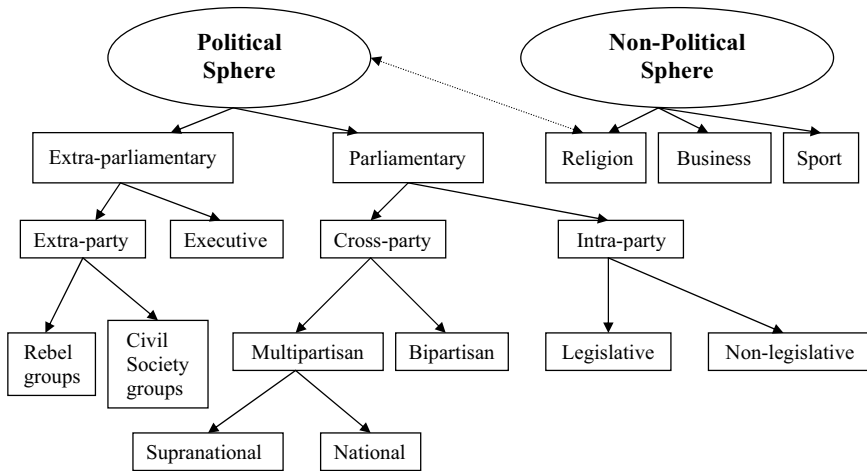 Political
Sphere
Non-Political
Sphere
Extra-parliamentary
Parliamentary
Religion
Business
Sport
Extra-party
Executive
Cross-party
Intra-party
Rebel
groups
Civil
Society
groups
Multipartisan
Bipartisan
Legislative
Non-legislative
Supranational
National